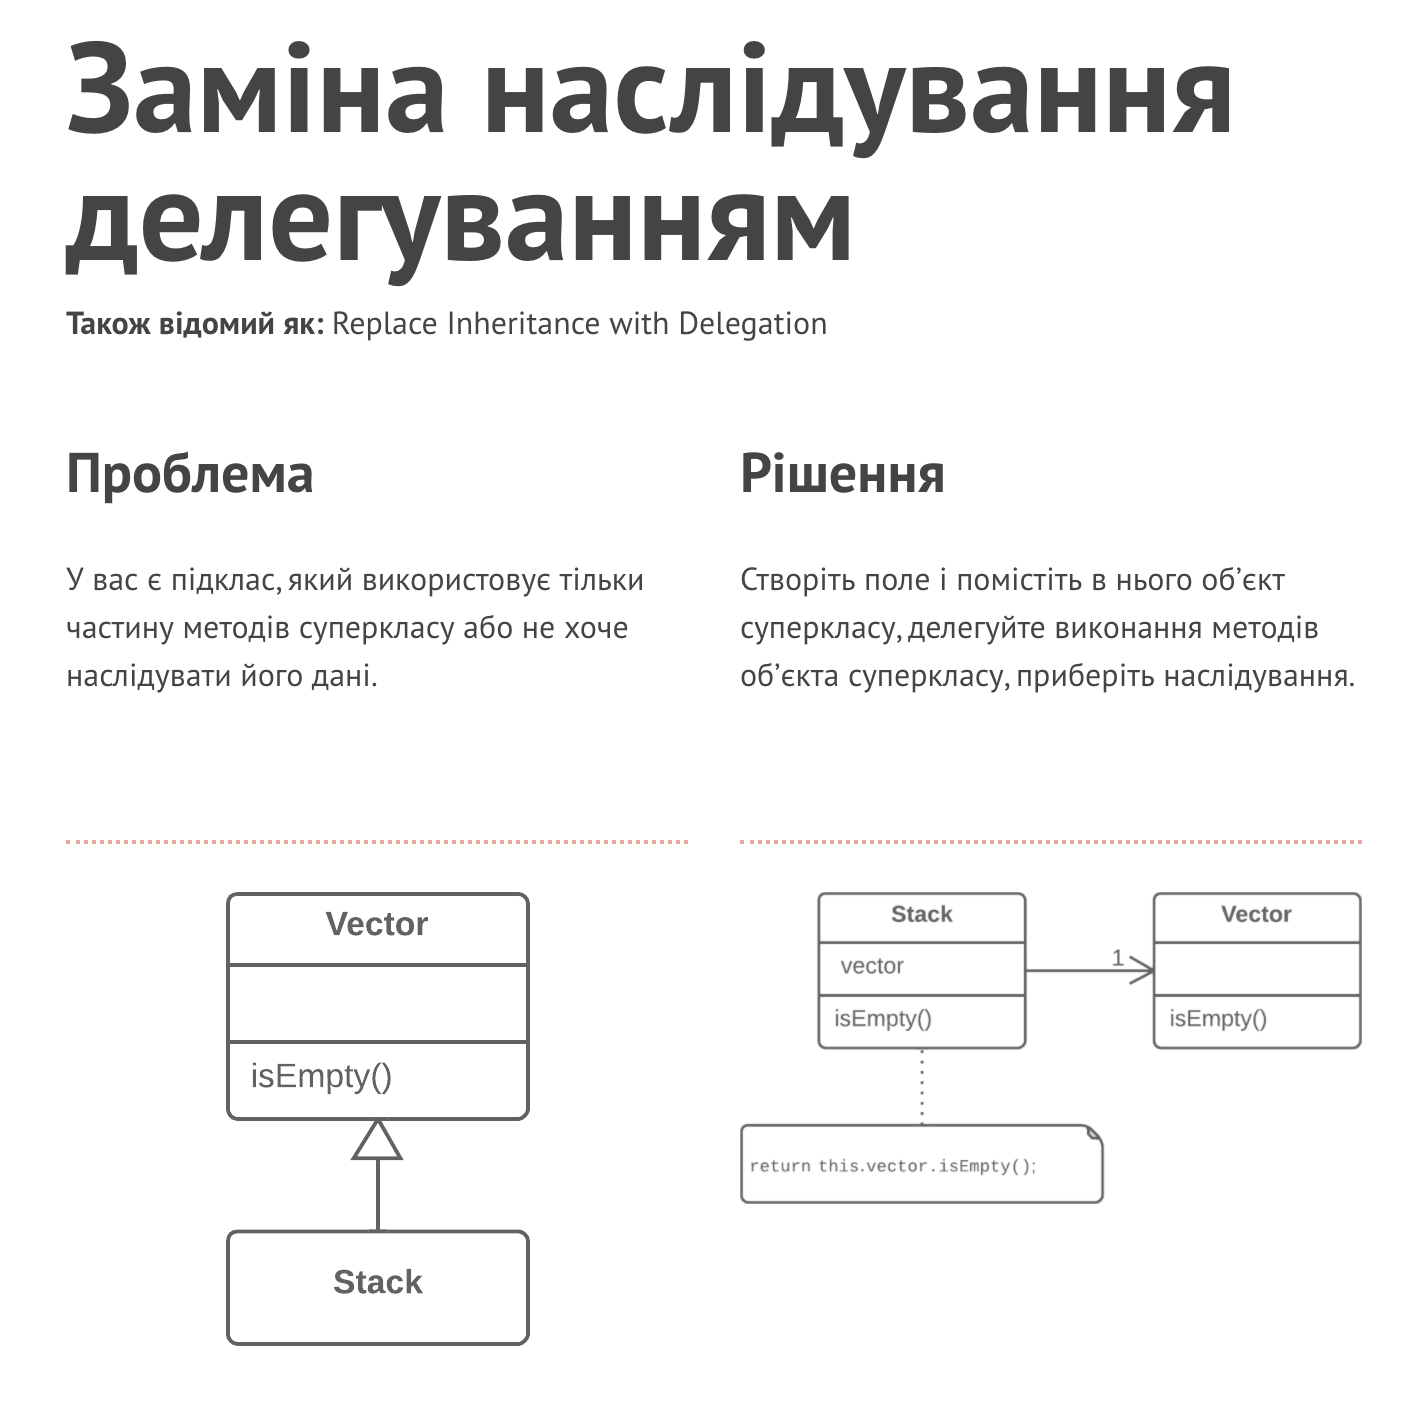 Заміна наслідування
делегуванням
Також відомий як: Replace Inheritance with Delegation
Проблема
У вас є підклас, який використовує тільки
частину методів суперкласу або не хоче
наслідувати його дані.
Рішення
Створіть поле і помістіть в нього об’єкт
суперкласу, делегуйте виконання методів
об’єкта суперкласу, приберіть наслідування.
Vector
isEmpty()
Stack
Stack
vector
isEmpty()
1
Vector
isEmpty()
return this.vector.isEmpty();